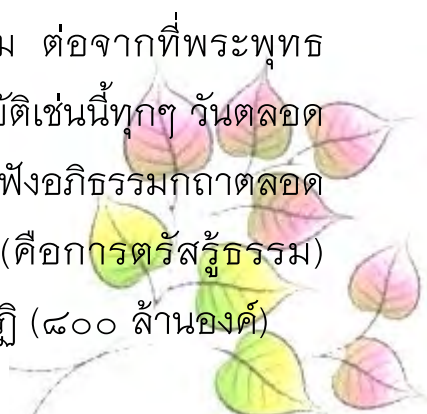 ม ต่อจากที่พระพุทธ
บัติเช่นนี้ทุกๆ วันตลอด
ฟังอภิธรรมกถาตลอด
(คือการตรัสรู้ธรรม)
ฏิ (๘๐๐ ล้านองค์)